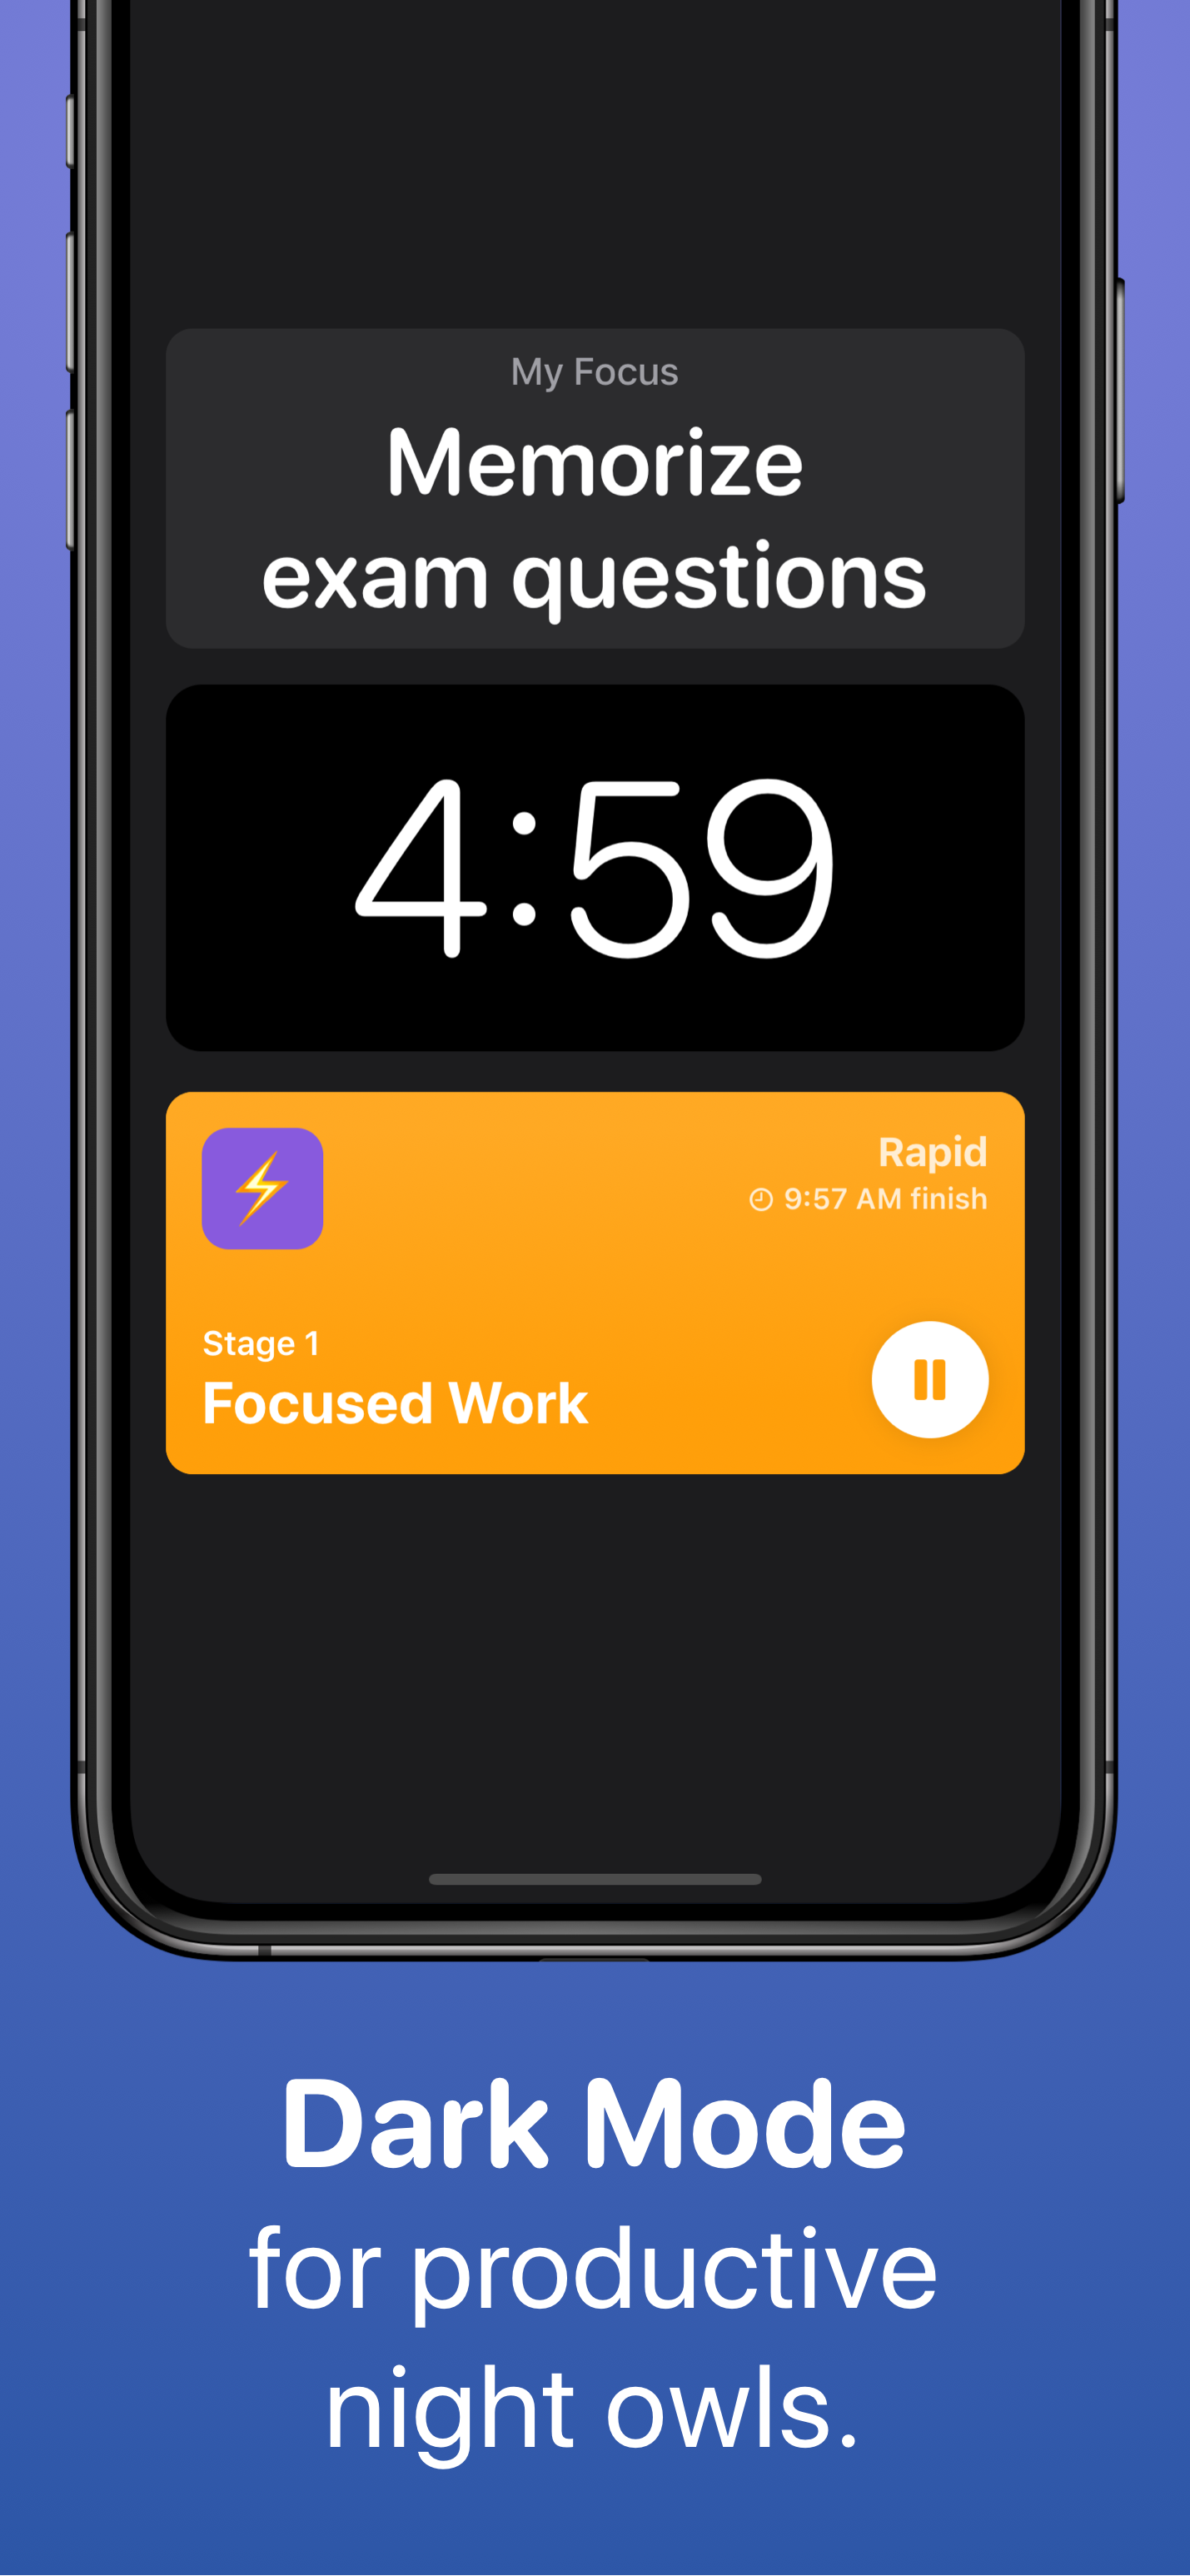 My Focus
Memorize
exam questions
4:59
Rapid
9:57 AM finish
Stage 1
Focused Work
Dark Mode
for productive
night owls.